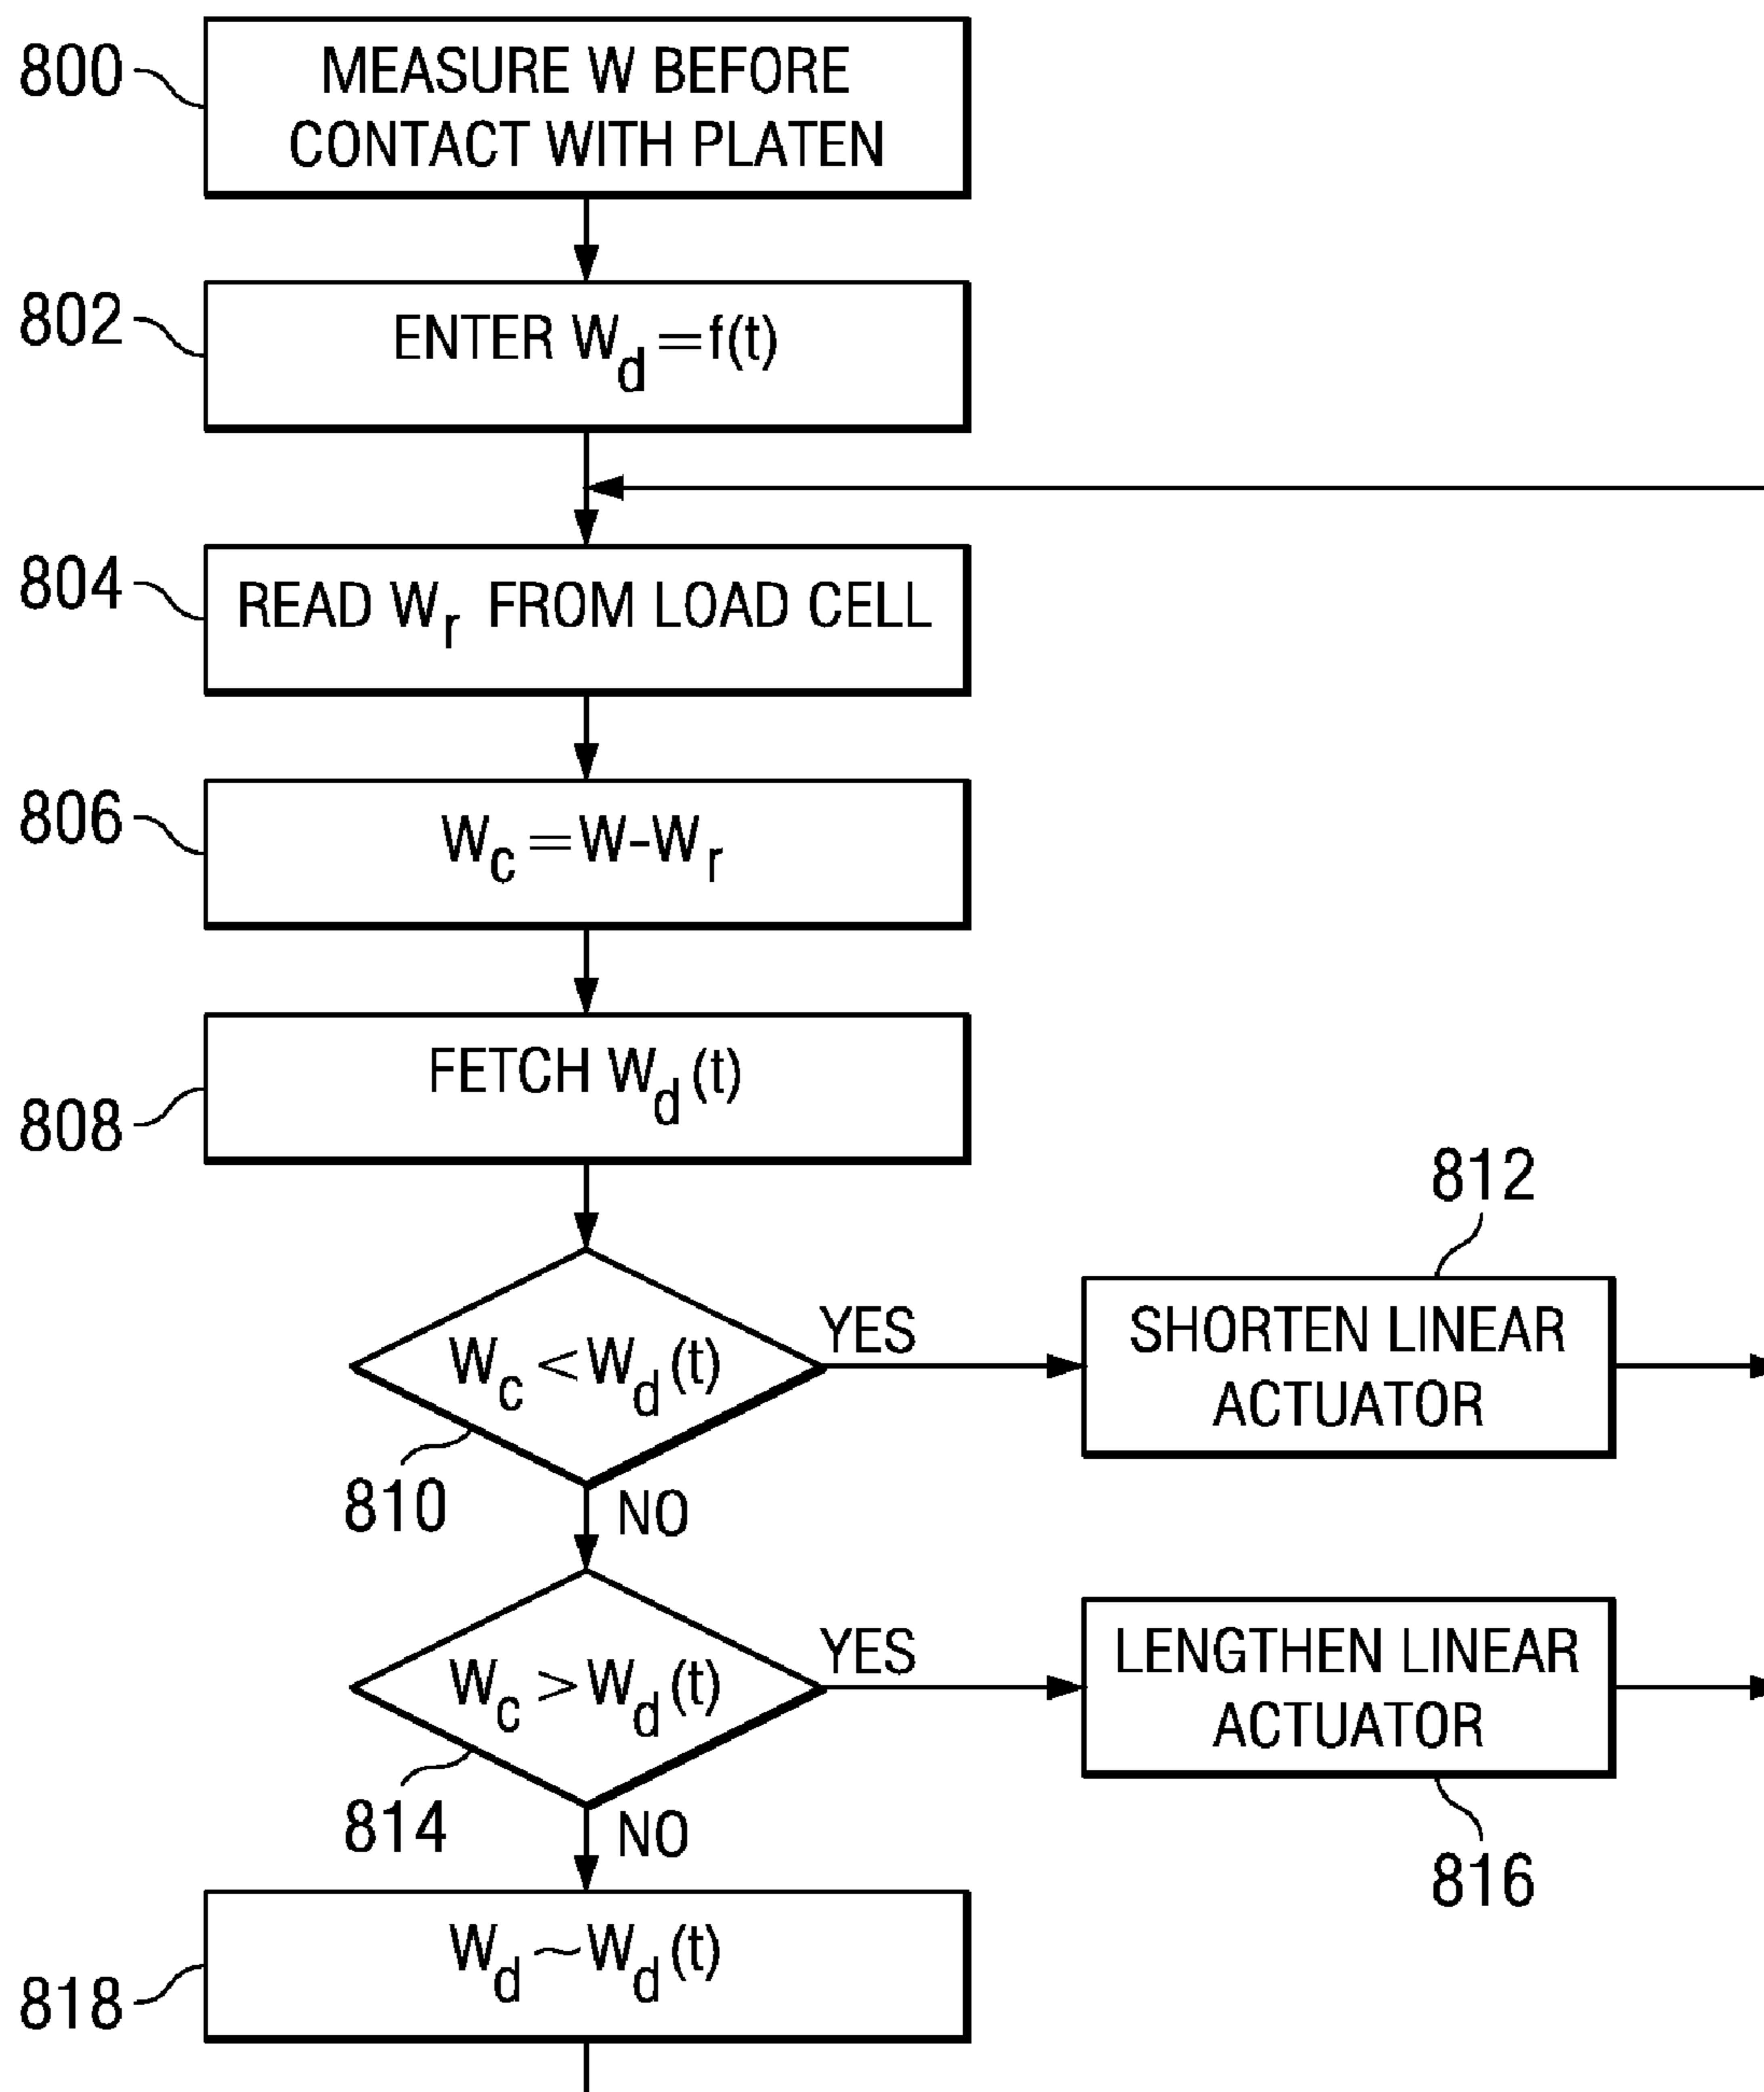 800
MEASURE W BEFORE
CONTACT WITH PLATEN
802
ENTER W_d=f(t)
804
READ W_r FROM LOAD CELL
806
W_c=W-W_r
808
FETCH W_d(t)
812
W_c<W_d(t)
YES
SHORTEN LINEAR
ACTUATOR
810
NO
W_c>W_d(t)
YES
LENGTHEN LINEAR
ACTUATOR
814
NO
816
W_d~W_d(t)
818